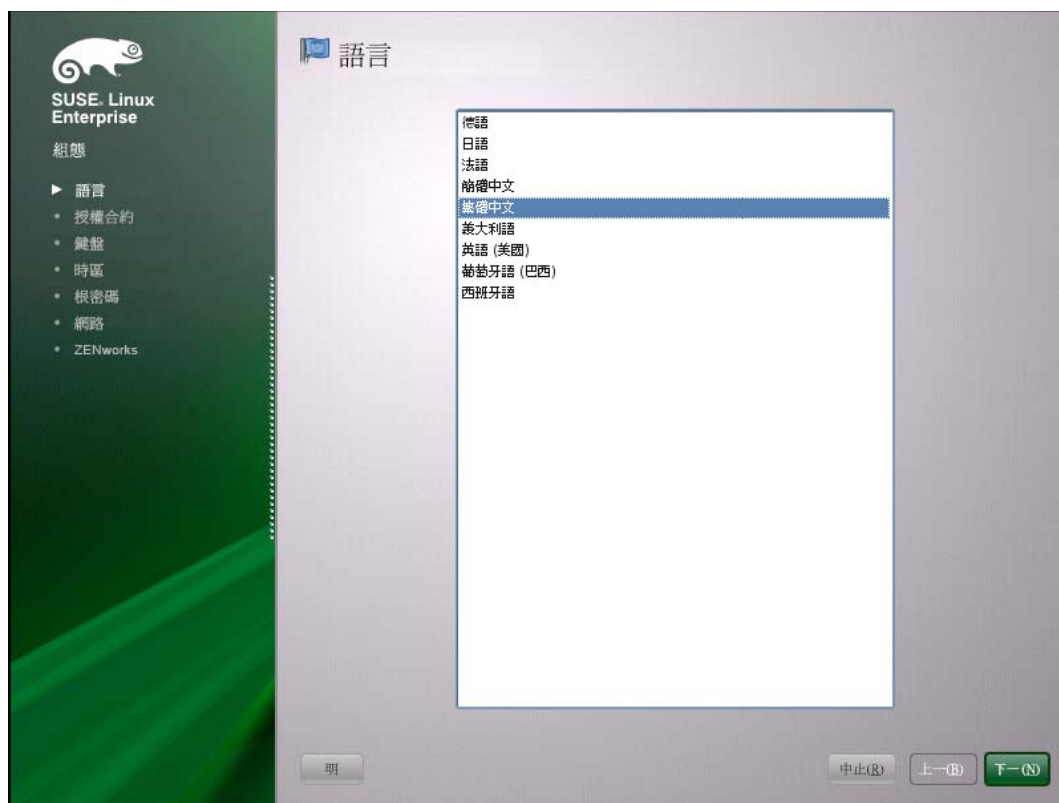 SUSE. Linux
Enterprise
組態
語言
授權合約
鍵盤
時區
根密碼
網路
ZENworks
語言
德語
日語
法語
簡體中文
繁體中文
義大利語
英語 (美國)
葡萄牙語 (巴西)
西班牙語
明
中止(R)
上一(B)
下一(N)